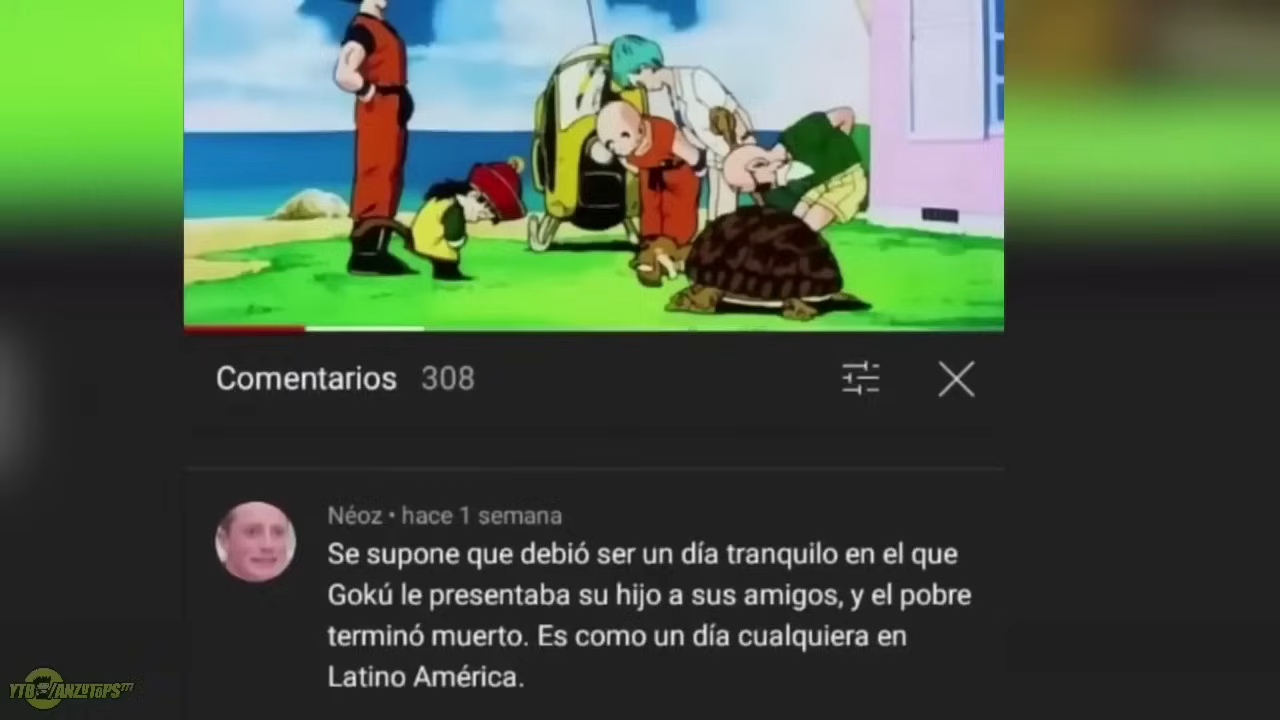 Comentarios 308
Néoz • hace 1 semana
Se supone que debió ser un día tranquilo en el que
Gokú le presentaba su hijo a sus amigos, y el pobre
terminó muerto. Es como un día cualquiera en
Latino América.